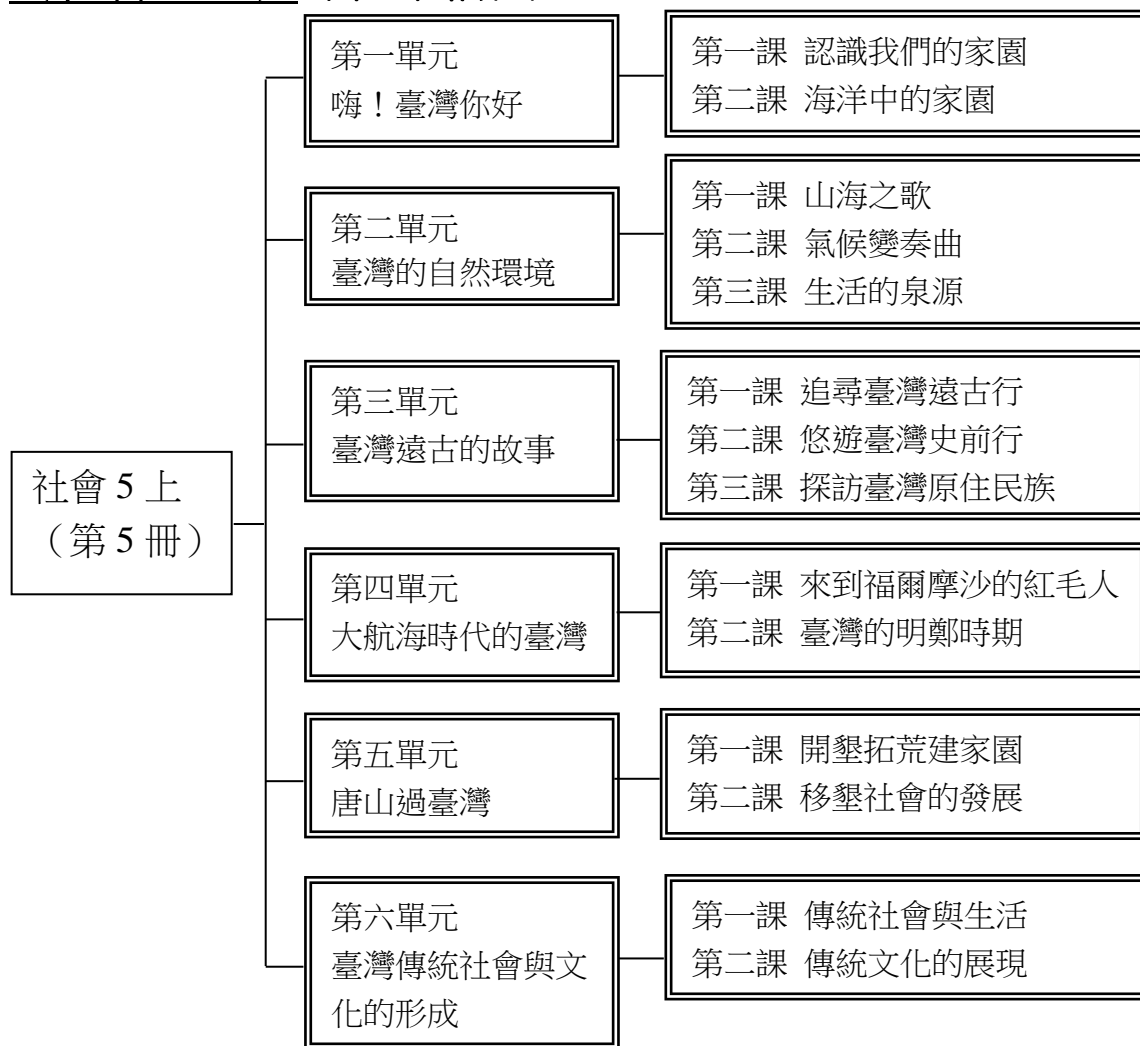 社會 5 上
（第 5 冊）
第一單元
嗨！臺灣你好
第一課 認識我們的家園
第二課 海洋中的家園
第二單元
臺灣的自然環境
第一課 山海之歌
第二課 氣候變奏曲
第三課 生活的泉源
第三單元
臺灣遠古的故事
第一課 追尋臺灣遠古行
第二課 悠遊臺灣史前行
第三課 探訪臺灣原住民族
第四單元
大航海時代的臺灣
第一課 來到福爾摩沙的紅毛人
第二課 臺灣的明鄭時期
第五單元
唐山過臺灣
第一課 開墾拓荒建家園
第二課 移墾社會的發展
第六單元
臺灣傳統社會與文
化的形成
第一課 傳統社會與生活
第二課 傳統文化的展現